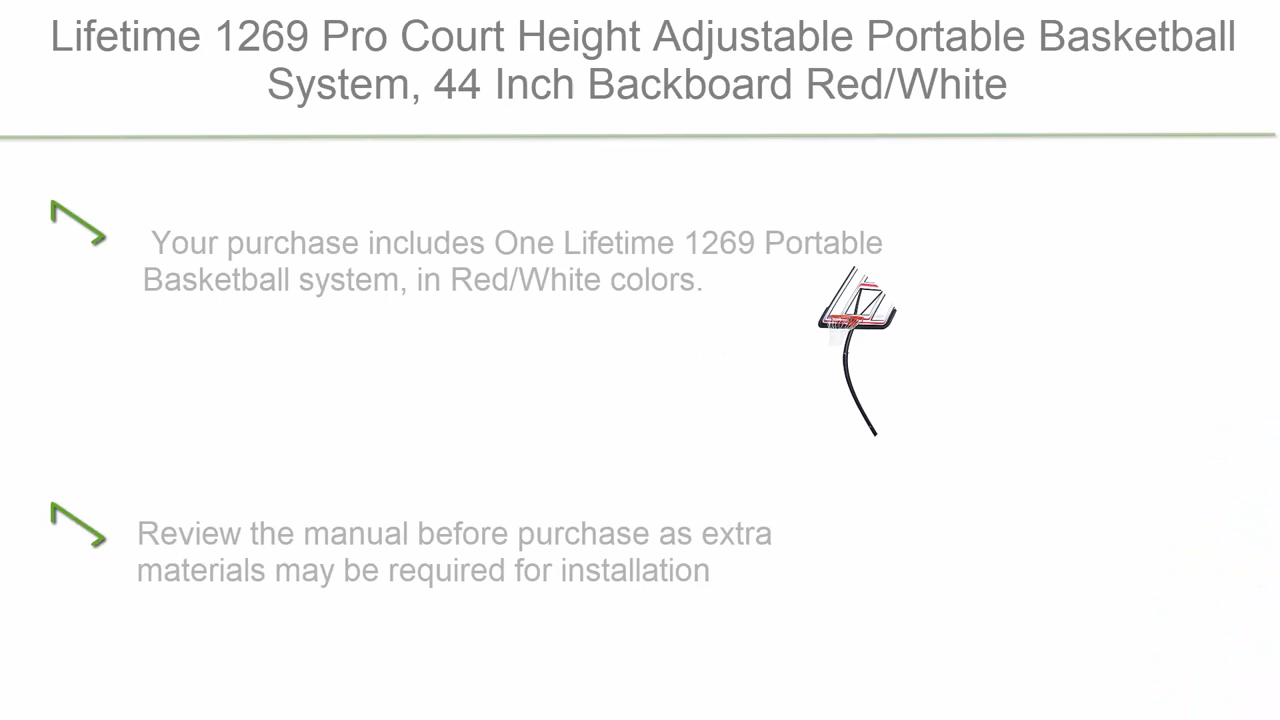 Lifetime 1269 Pro Court Height Adjustable Portable Basketball
System, 44 Inch Backboard Red/White
Your purchase includes One Lifetime 1269 Portable
Basketball system, in Red/White colors.
Review the manual before purchase as extra
materials may be required for installation